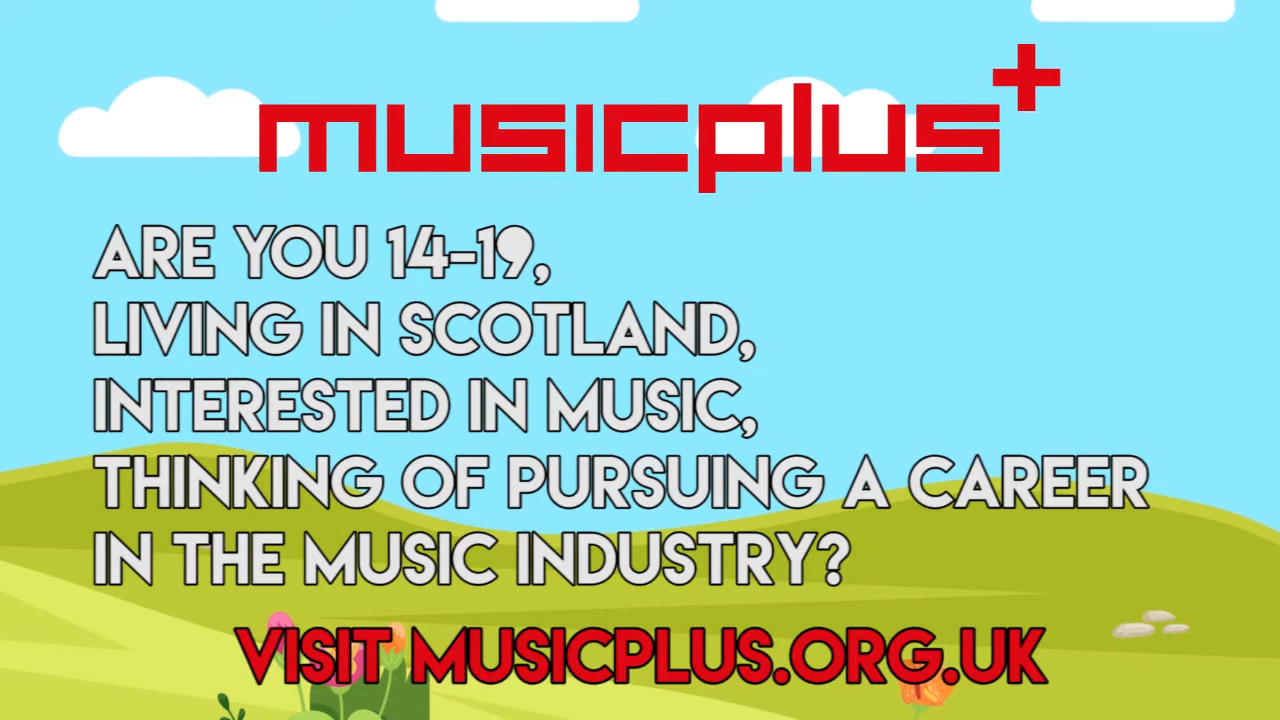 musicplus+
ARE YOU 14-19,
LIVING IN SCOTLAND,
INTERESTED IN MUSIC,
THINKING OF PURSUING A CAREER
IN THE MUSIC INDUSTRY?
VISIT MUSICPLUS.ORG.UK